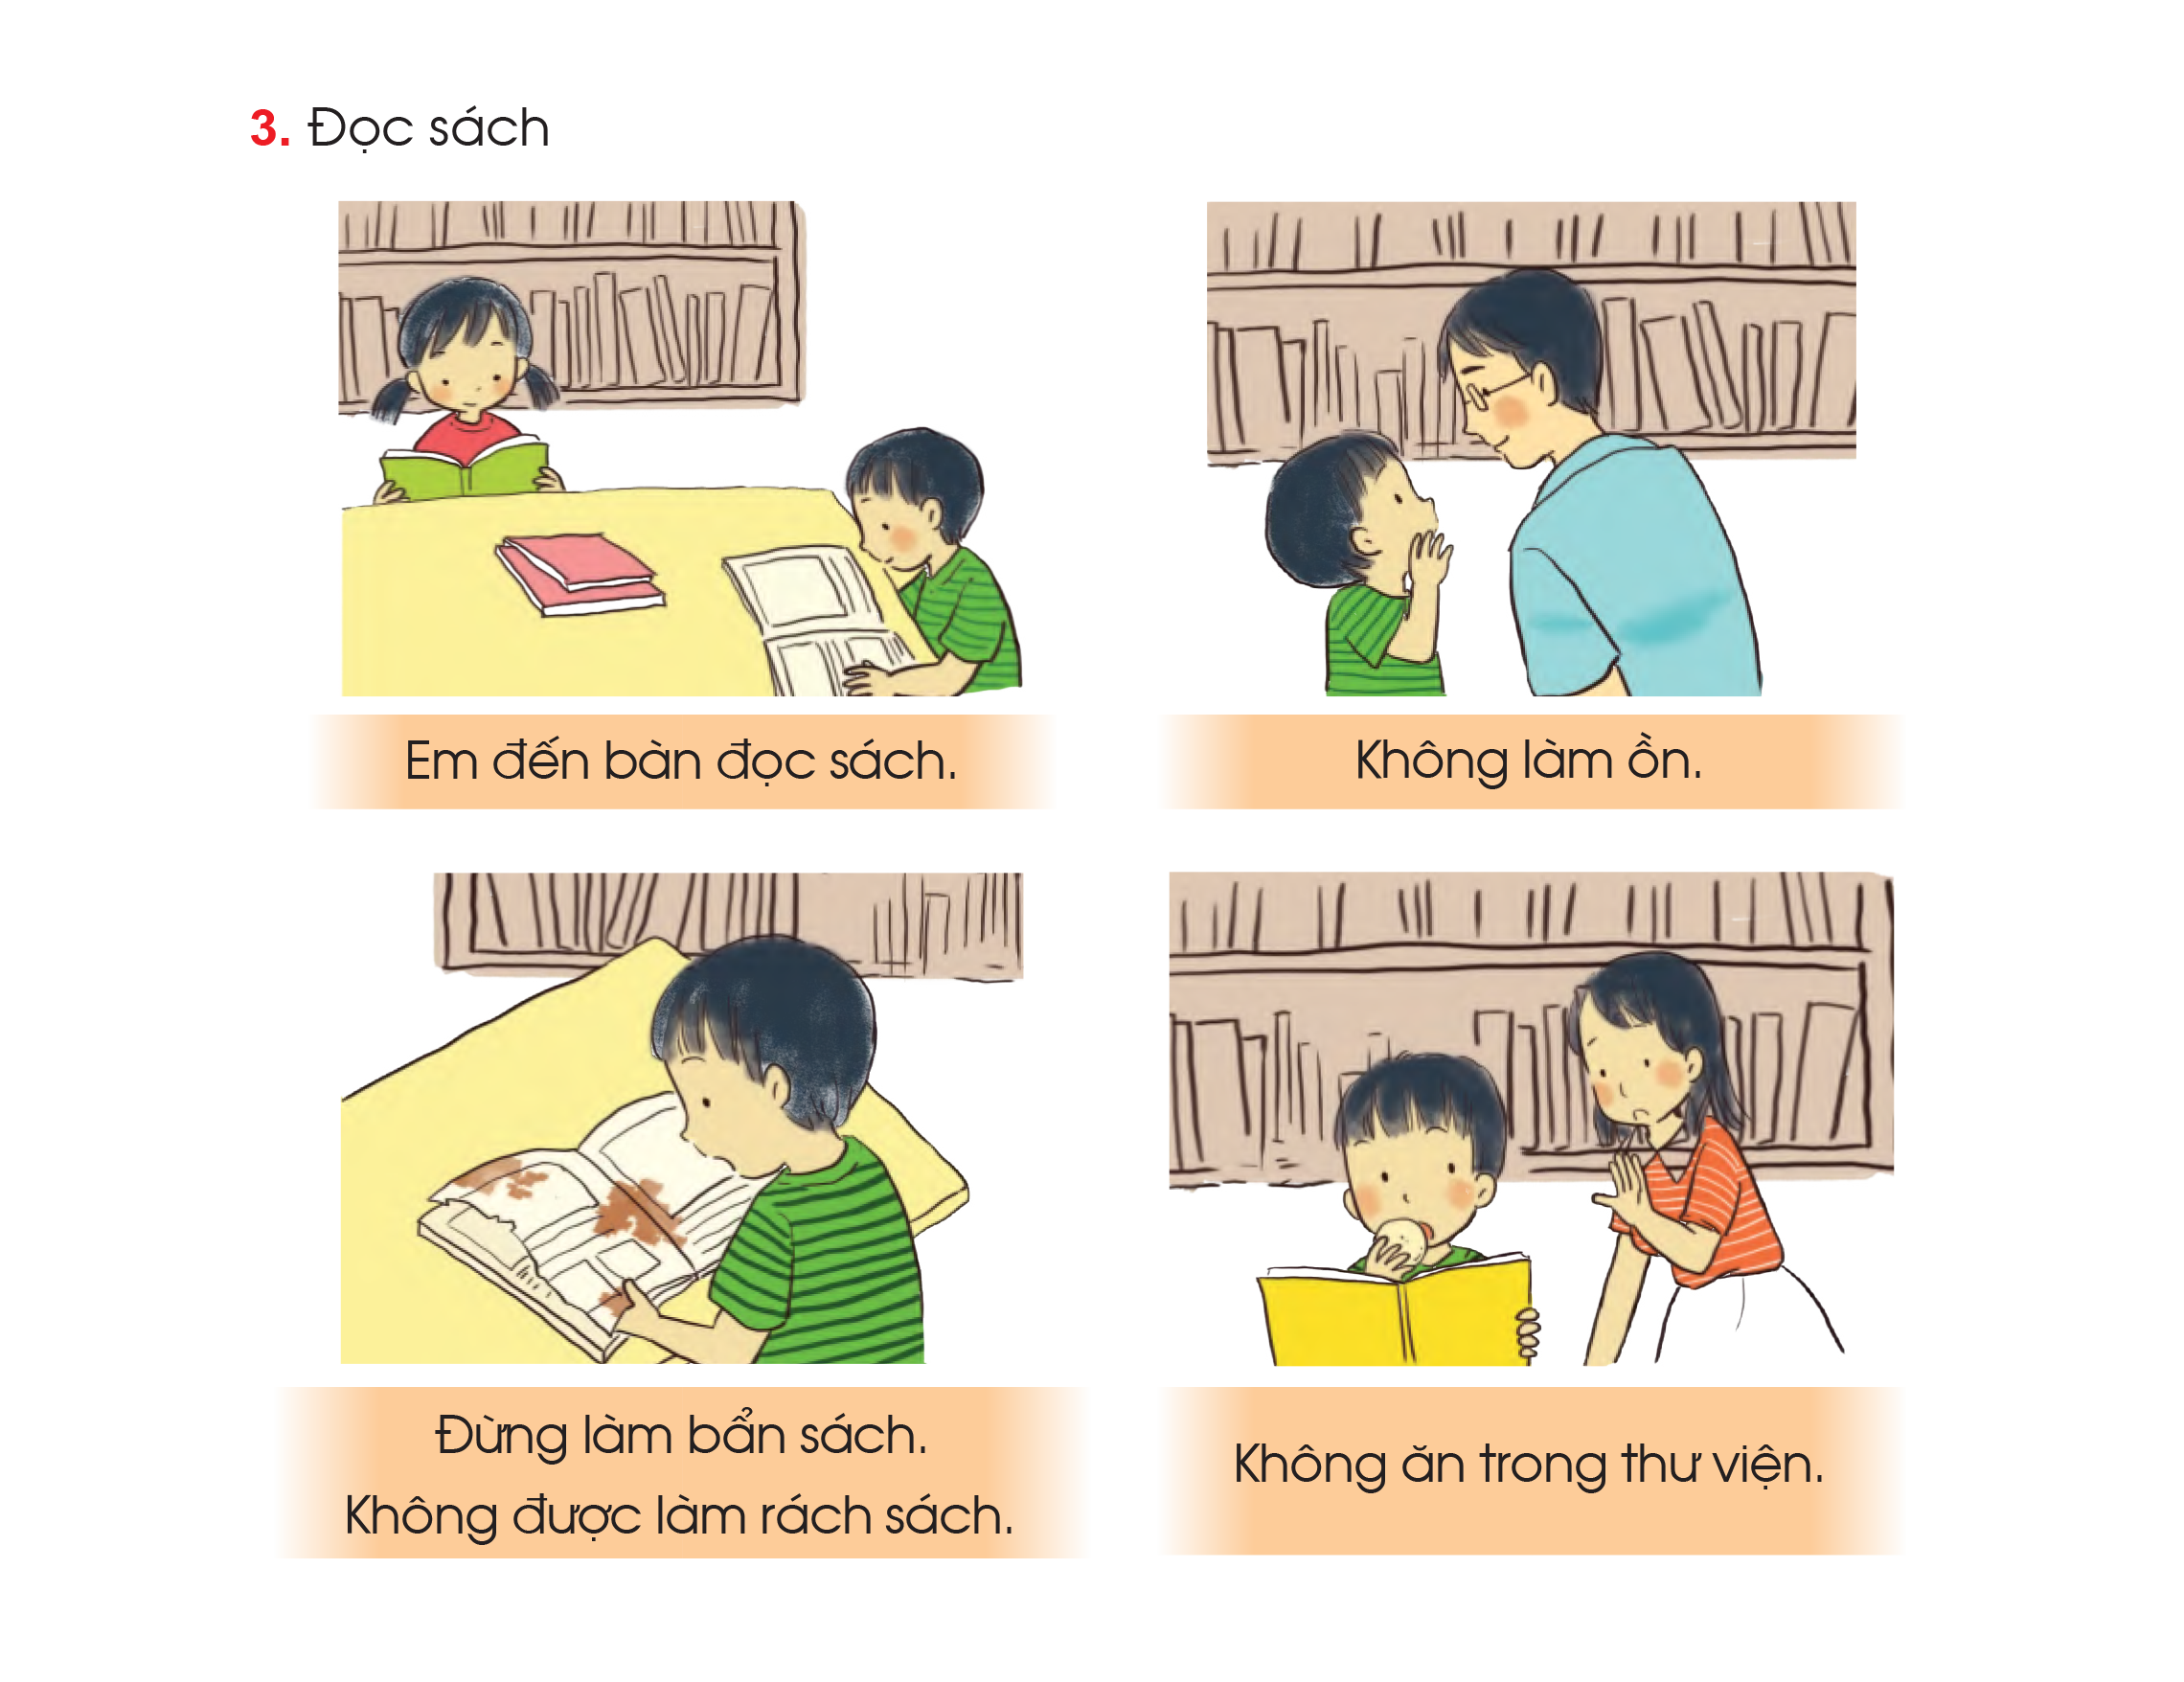 3. Đọc sách
Em đến bàn đọc sách.
Không làm ồn.
Đừng làm bẩn sách.
Không được làm rách sách.
Không ăn trong thư viện.